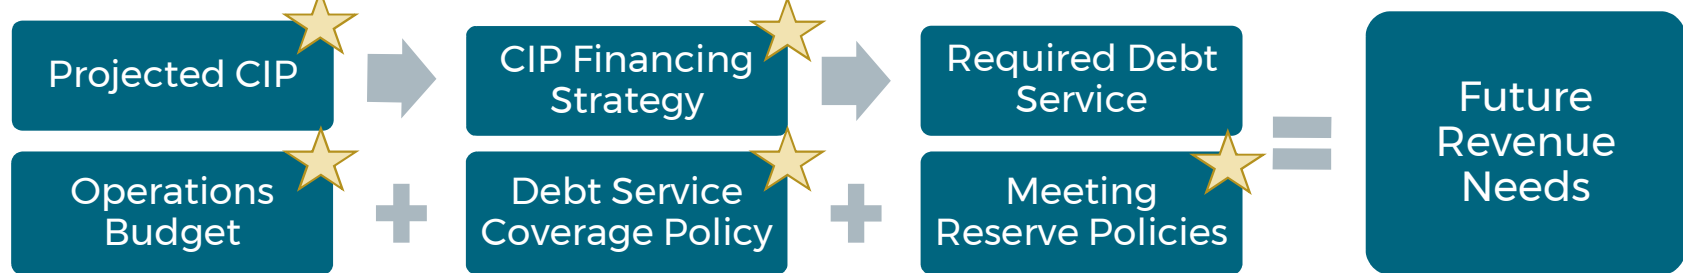 Projected CIP
CIP Financing
Strategy
Required Debt
Service
Operations
Budget
Debt Service
Coverage Policy
Meeting
Reserve Policies
Future
Revenue
Needs